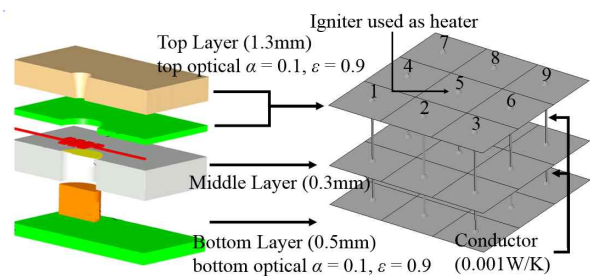 Igniter used as heater
Top Layer (1.3mm)
top optical α = 0.1, ε = 0.9
7
8
9
4
5
6
1
2
3
Middle Layer (0.3mm)
Bottom Layer (0.5mm)
bottom optical α = 0.1, ε = 0.9
Conductor
(0.001W/K)